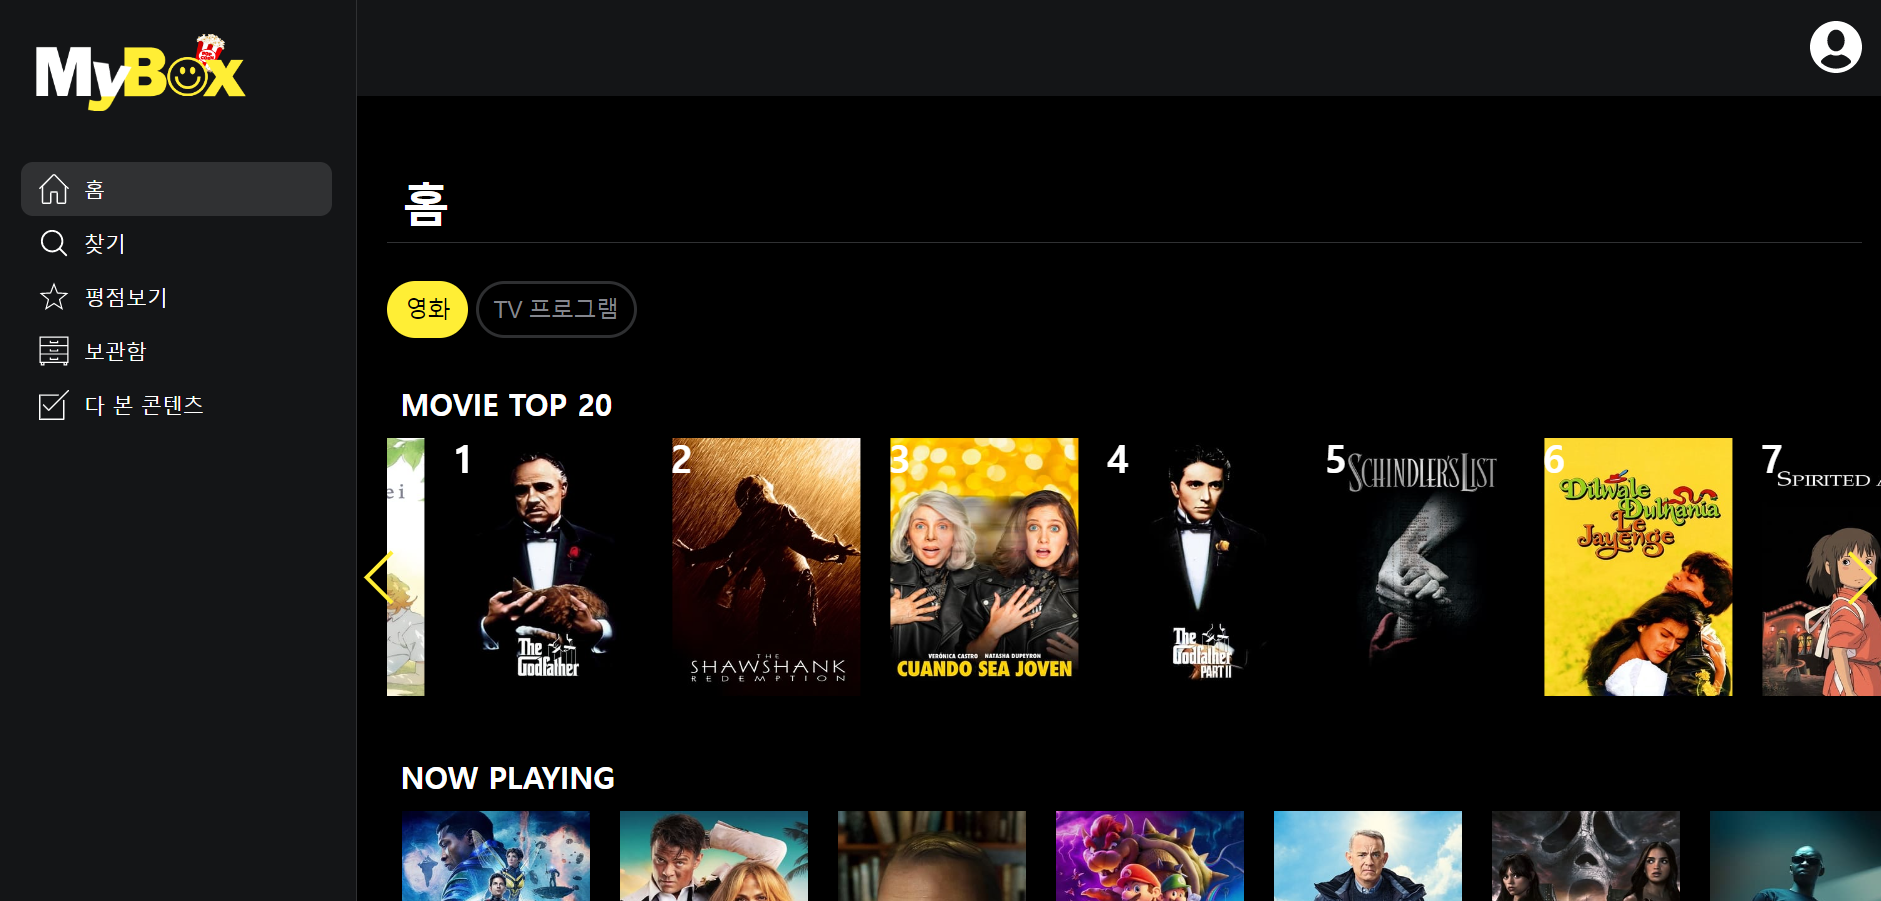 MyBox
홈
찾기
평점보기
보관함
다 본 콘텐츠
홈
영화
TV 프로그램
MOVIE TOP 20
ei
1
The Godfather
2
THE
SHAWSHANK
REDEMPTION
3
VERÓNICA CASTRO NATASHA DUPEYRON
CUANDO SEA JOVEN
4
The Godfather
PART II
5
SCHINDLER'S LIST
6
Dilwale
Dulhania
Le
Jayenge
7
SPIRITED A
NOW PLAYING